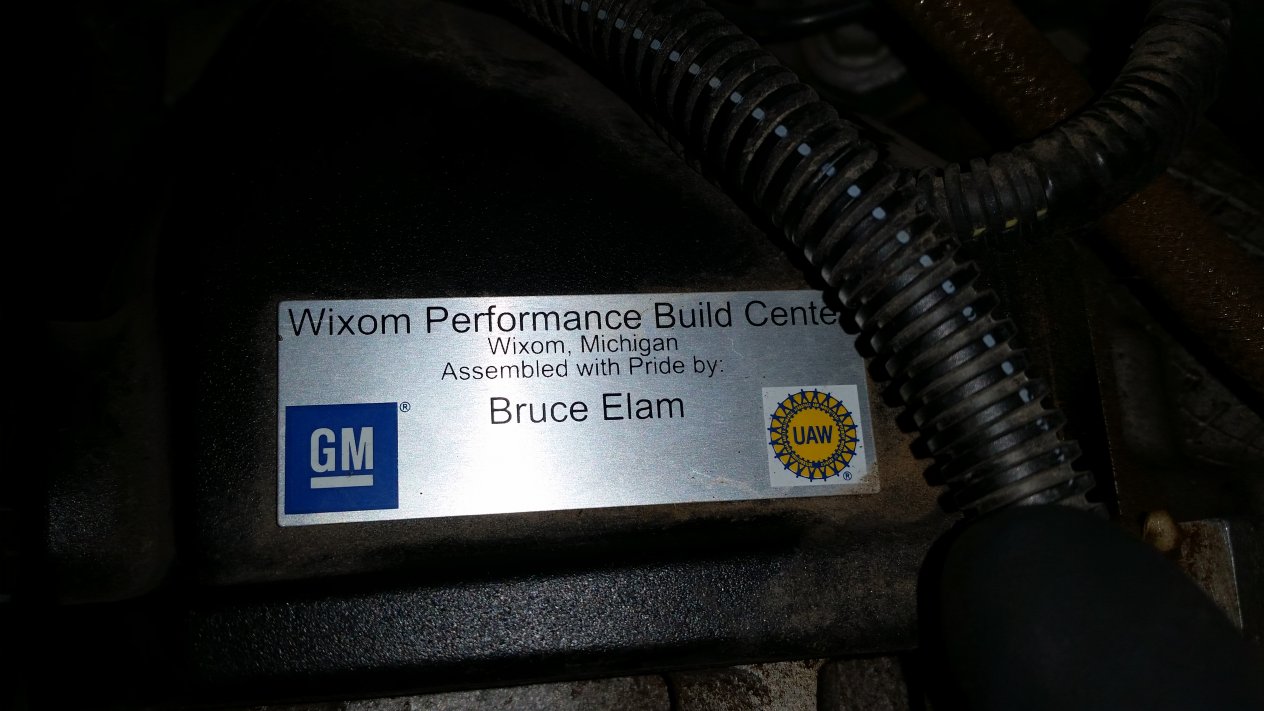 Wixom Performance Build Cente
Wixom, Michigan
Assembled with Pride by:
Bruce Elam
GM ®
UAW ®